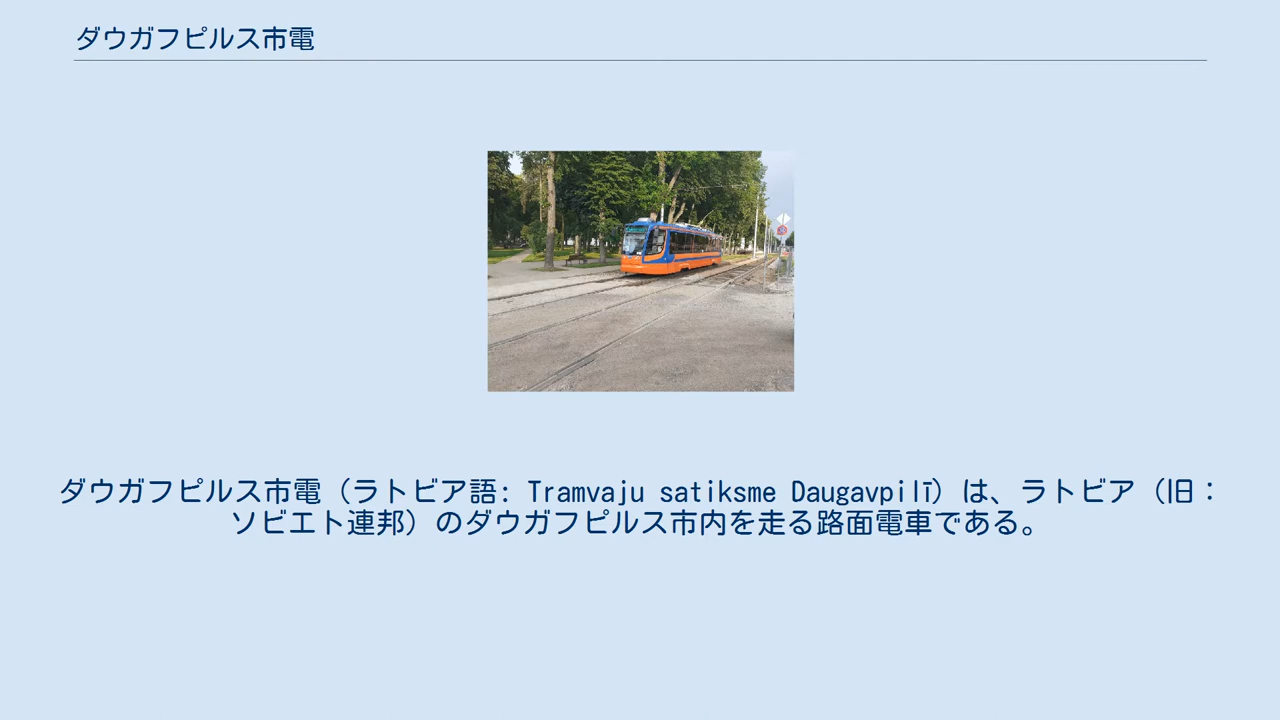 ダウガフピルス市電
ダウガフピルス市電（ラトビア語: Tramvaju satiksme Daugavpilī）は、ラトビア（旧：
ソビエト連邦）のダウガフピルス市内を走る路面電車である。